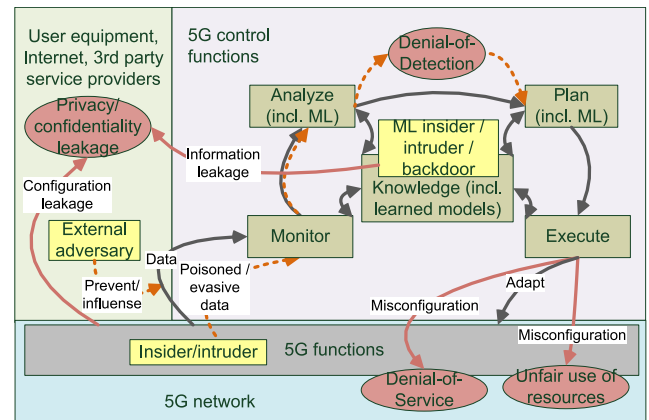 User equipment,
Internet, 3rd party
service providers
5G control
functions
Denial-of-
Detection
Analyze
(incl. ML)
Plan
(incl. ML)
Privacy/
confidentiality
leakage
ML insider /
intruder /
backdoor
Information
leakage
Knowledge (incl.
learned models)
Configuration
leakage
External
adversary
Monitor
Execute
Data
Poisoned /
evasive
data
Prevent/
influense
Adapt
Misconfiguration
Misconfiguration
Insider/intruder
5G functions
Denial-of-
Service
Unfair use of
resources
5G network